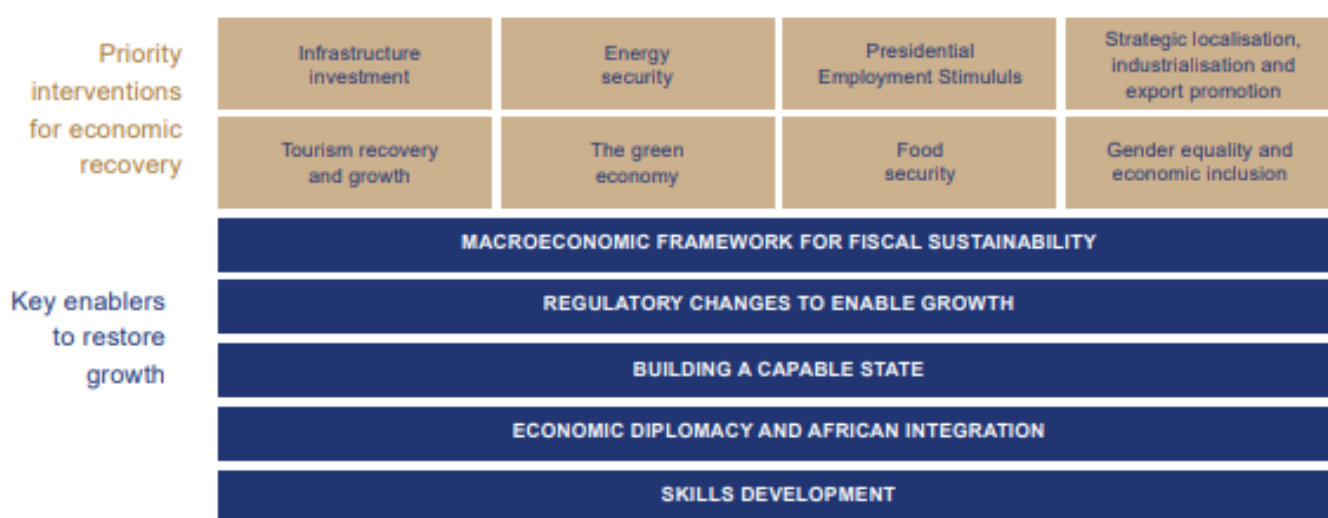 Priority
interventions
for economic
recovery
Infrastructure
investment
Energy
security
Presidential
Employment Stimululs
Strategic localisation,
industrialisation and
export promotion
Tourism recovery
and growth
The green
economy
Food
security
Gender equality and
economic inclusion
Key enablers
to restore
growth
MACROECONOMIC FRAMEWORK FOR FISCAL SUSTAINABILITY
REGULATORY CHANGES TO ENABLE GROWTH
BUILDING A CAPABLE STATE
ECONOMIC DIPLOMACY AND AFRICAN INTEGRATION
SKILLS DEVELOPMENT